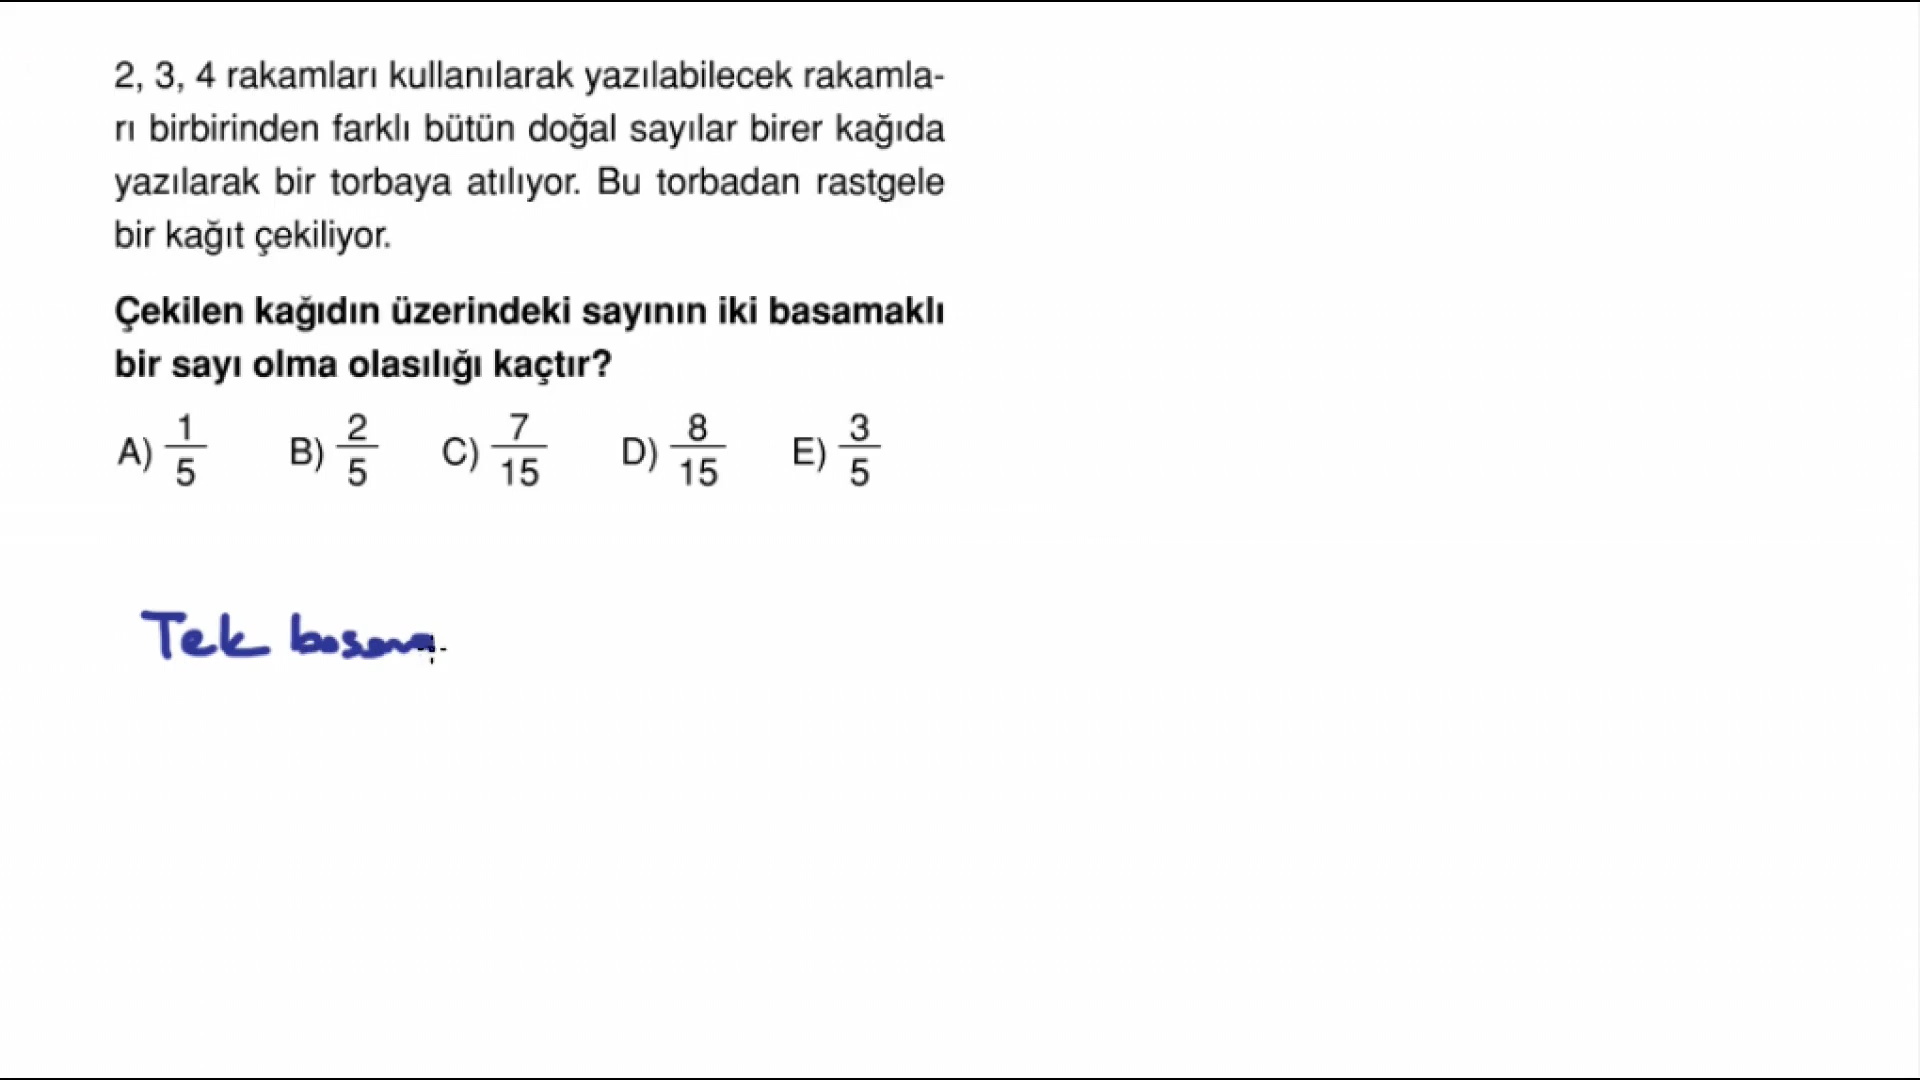 2, 3, 4 rakamları kullanılarak yazılabilecek rakamla-
rı birbirinden farklı bütün doğal sayılar birer kağıda
yazılarak bir torbaya atılıyor. Bu torbadan rastgele
bir kağıt çekiliyor.
Çekilen kağıdın üzerindeki sayının iki basamaklı
bir sayı olma olasılığı kaçtır?
A) 1/5 B) 2/5 C) 7/15 D) 8/15 E) 3/5
Tek basama